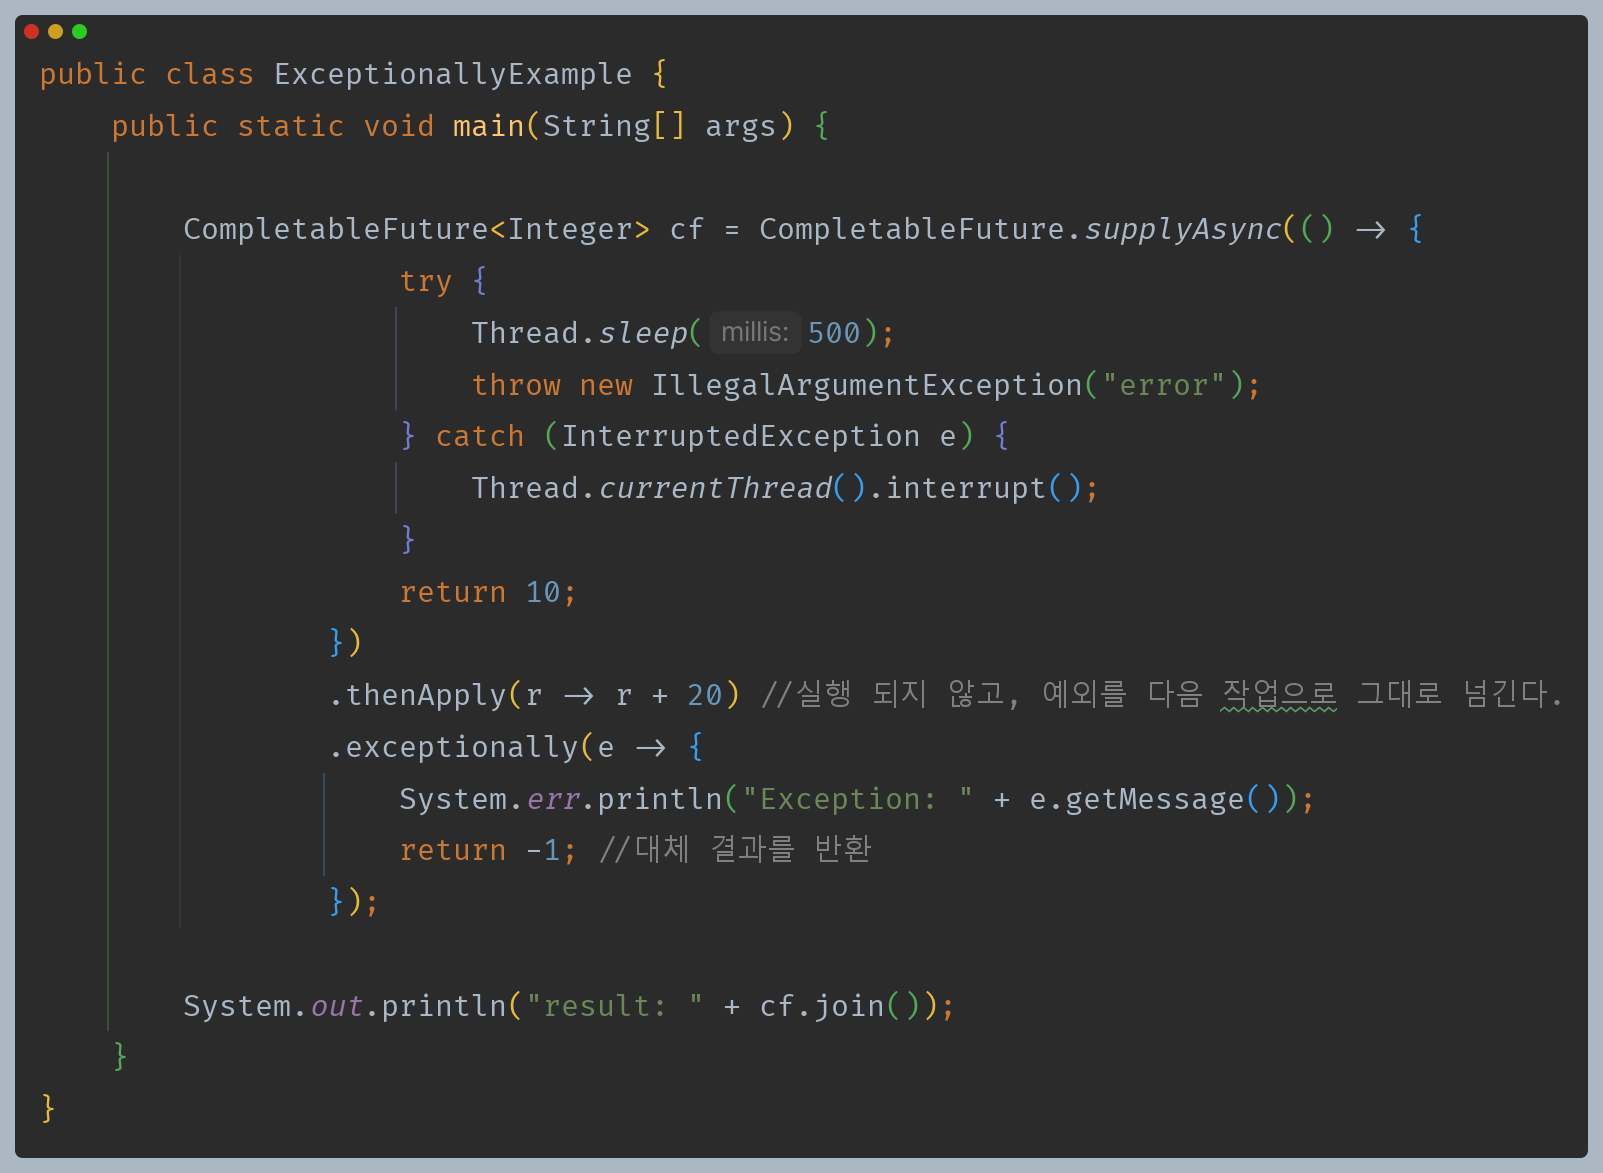 public class ExceptionallyExample {
public static void main(String[] args) {
CompletableFuture<Integer> cf = CompletableFuture.supplyAsync(() -> {
try {
Thread.sleep( millis: 500);
throw new IllegalArgumentException("error");
} catch (InterruptedException e) {
Thread.currentThread().interrupt();
}
return 10;
})
.thenApply(r -> r + 20) //실행 되지 않고, 예외를 다음 작업으로 그대로 넘긴다.
.exceptionally(e -> {
System.err.println("Exception: " + e.getMessage());
return -1; //대체 결과를 반환
});
System.out.println("result: " + cf.join());
}
}